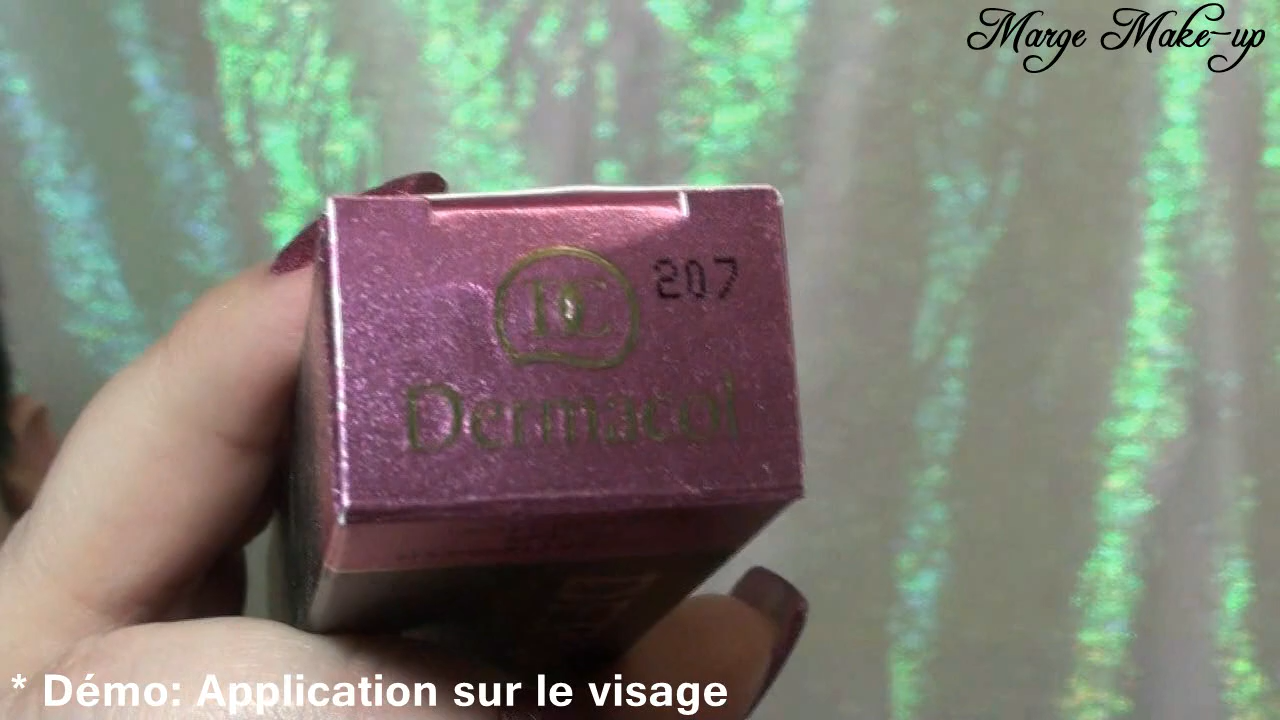 Marge Make-up
207
DC
Dermacol
* Démo: Application sur le visage